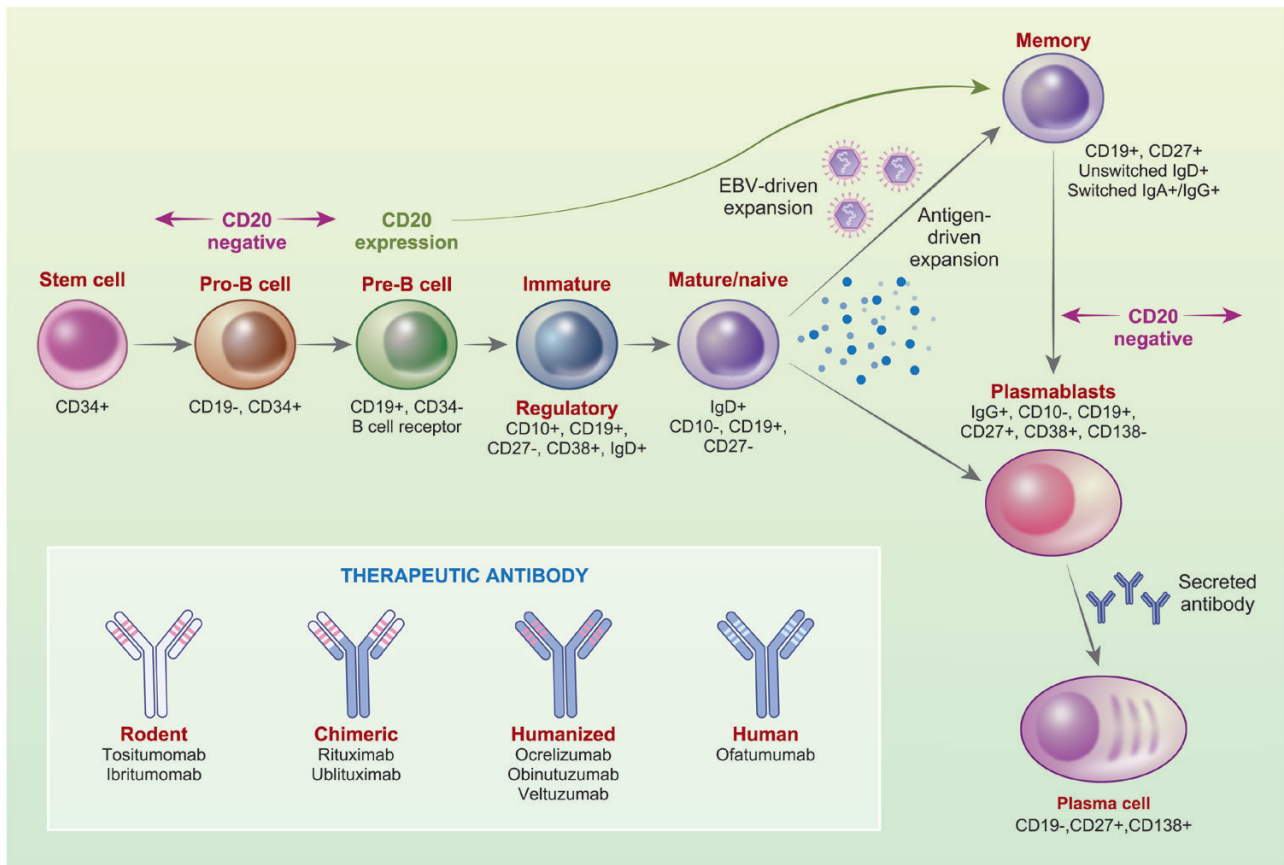 Memory
CD19+, CD27+
Unswitched IgD+
Switched IgA+/IgG+
EBV-driven
expansion
Antigen-
driven
expansion
CD20
negative
CD20
expression
Stem cell
CD34+
Pro-B cell
CD19-, CD34+
Pre-B cell
CD19+, CD34-
B cell receptor
Immature
Regulatory
CD10+, CD19+,
CD27-, CD38+, IgD+
Mature/naive
IgD+
CD10-, CD19+,
CD27-
CD20
negative
Plasmablasts
IgG+, CD10-, CD19+,
CD27+, CD38+, CD138-
Secreted
antibody
Plasma cell
CD19-,CD27+,CD138+
THERAPEUTIC ANTIBODY
Rodent
Tositumomab
Ibritumomab
Chimeric
Rituximab
Ublituximab
Humanized
Ocrelizumab
Obinutuzumab
Veltuzumab
Human
Ofatumumab